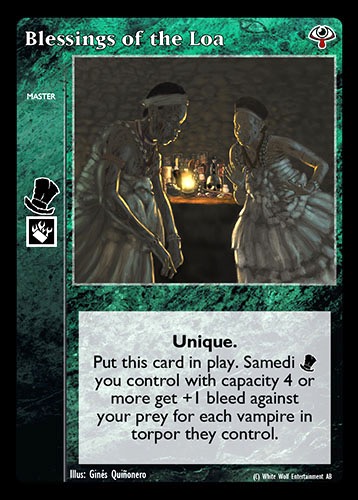 Blessings of the Loa
MASTER
Unique.
Put this card in play. Samedi
you control with capacity 4 or
more get +1 bleed against
your prey for each vampire in
torpor they control.
Illus: Ginés Quiñonero
(C) White Wolf Entertainment AB